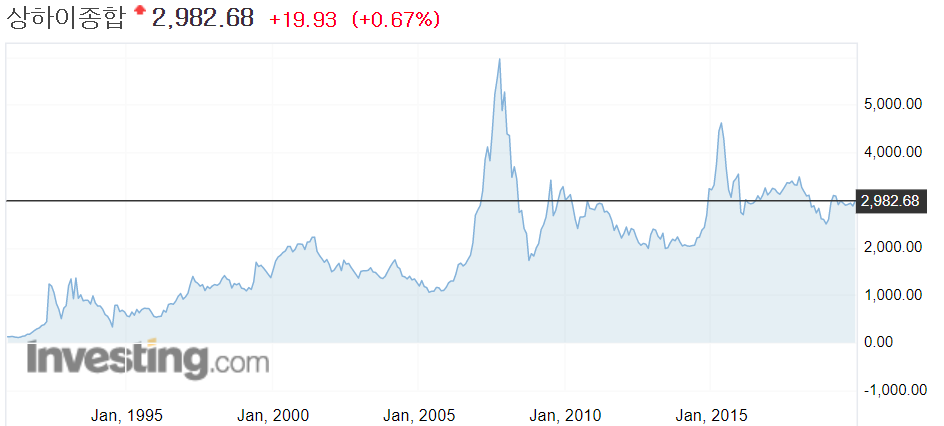 상하이종합 2,982.68 +19.93 (+0.67%)
5,000.00
4,000.00
2,982.68
2,000.00
1,000.00
0.00
-1,000.00
Investing.com
Jan, 1995 Jan, 2000 Jan, 2005 Jan, 2010 Jan, 2015